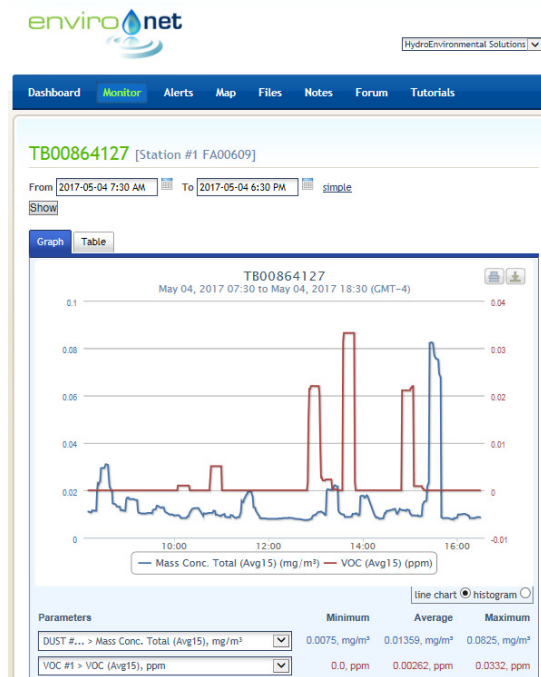 enviro net
HydroEnvironmental Solutions
Dashboard Monitor Alerts Map Files Notes Forum Tutorials
TB00864127 [Station #1 FA00609]
From 2017-05-04 7:30 AM To 2017-05-04 6:30 PM simple
Show
Graph Table
TB00864127
May 04, 2017 07:30 to May 04, 2017 18:30 (GMT-4)
0.1 0.04
0.08 0.03
0.06 0.02
0.04 0.01
0.02 0
0 -0.01
10:00 12:00 14:00 16:00
Mass Conc. Total (Avg15) (mg/m³) VOC (Avg15) (ppm)
line chart histogram
Parameters Minimum Average Maximum
DUST #... > Mass Conc. Total (Avg15), mg/m³ 0.0075, mg/m³ 0.01359, mg/m³ 0.0825, mg/m³
VOC #1 > VOC (Avg15), ppm 0.0, ppm 0.00262, ppm 0.0332, ppm